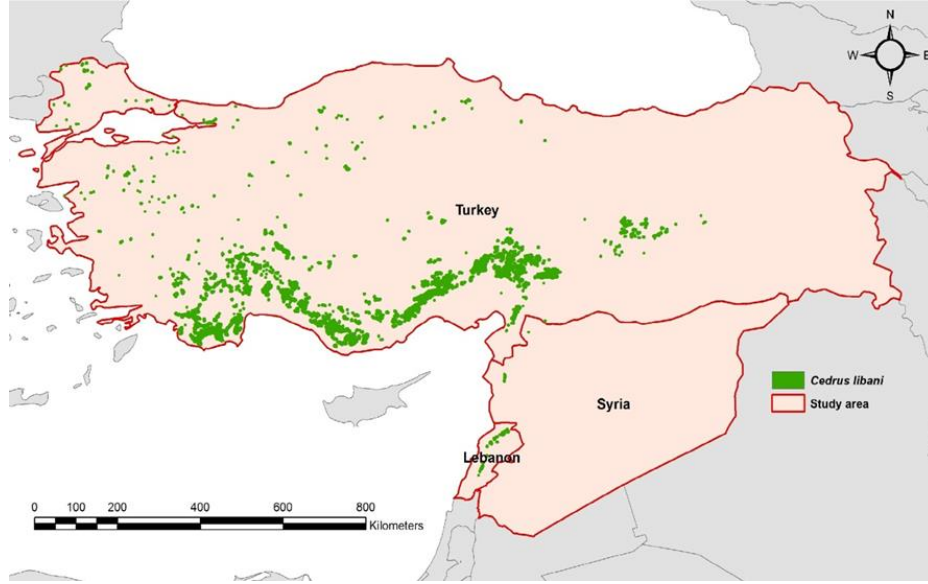 N
W E
S
Turkey
Cedrus libani
Study area
Syria
Lebanon
0 100 200 400 600 800
Kilometers